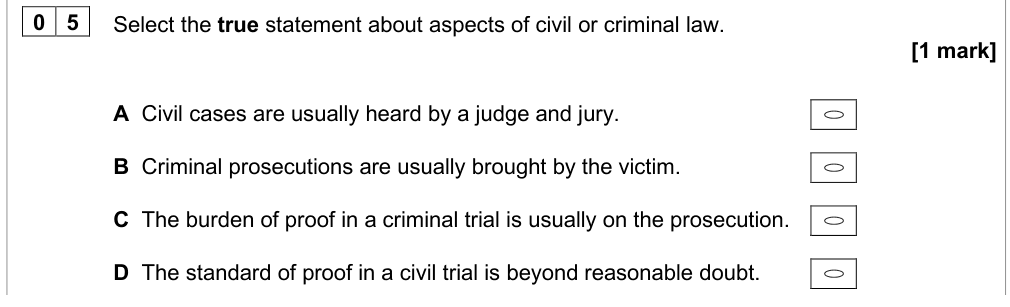 0 5 Select the true statement about aspects of civil or criminal law.
[1 mark]
A Civil cases are usually heard by a judge and jury.
B Criminal prosecutions are usually brought by the victim.
C The burden of proof in a criminal trial is usually on the prosecution.
D The standard of proof in a civil trial is beyond reasonable doubt.